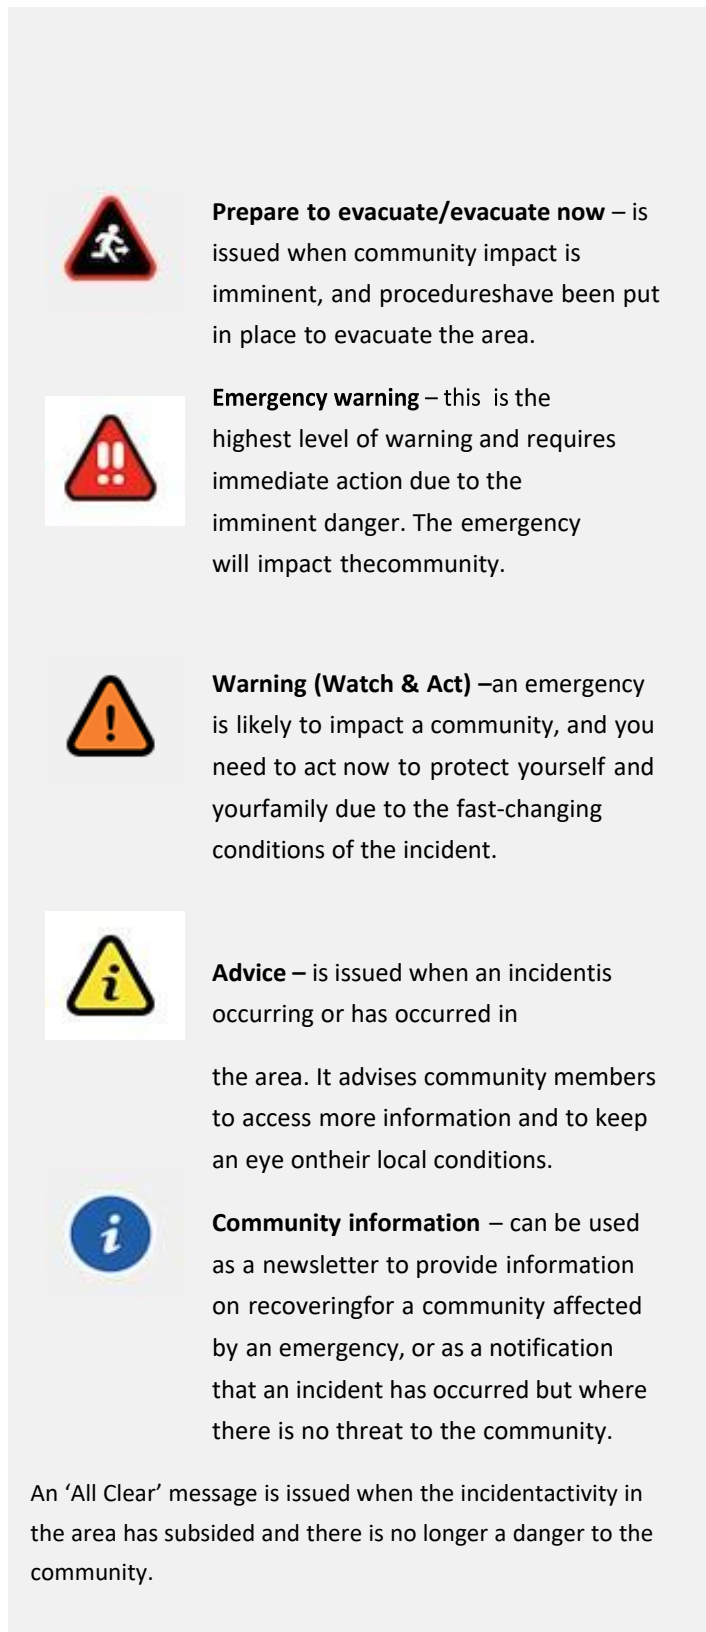 Prepare to evacuate/evacuate now – is
issued when community impact is
imminent, and procedureshave been put
in place to evacuate the area.
Emergency warning – this is the
highest level of warning and requires
immediate action due to the
imminent danger. The emergency
will impact thecommunity.
Warning (Watch & Act) –an emergency
is likely to impact a community, and you
need to act now to protect yourself and
yourfamily due to the fast-changing
conditions of the incident.
Advice – is issued when an incidentis
occurring or has occurred in
the area. It advises community members
to access more information and to keep
an eye ontheir local conditions.
Community information – can be used
as a newsletter to provide information
on recoveringfor a community affected
by an emergency, or as a notification
that an incident has occurred but where
there is no threat to the community.
An ‘All Clear’ message is issued when the incidentactivity in
the area has subsided and there is no longer a danger to the
community.